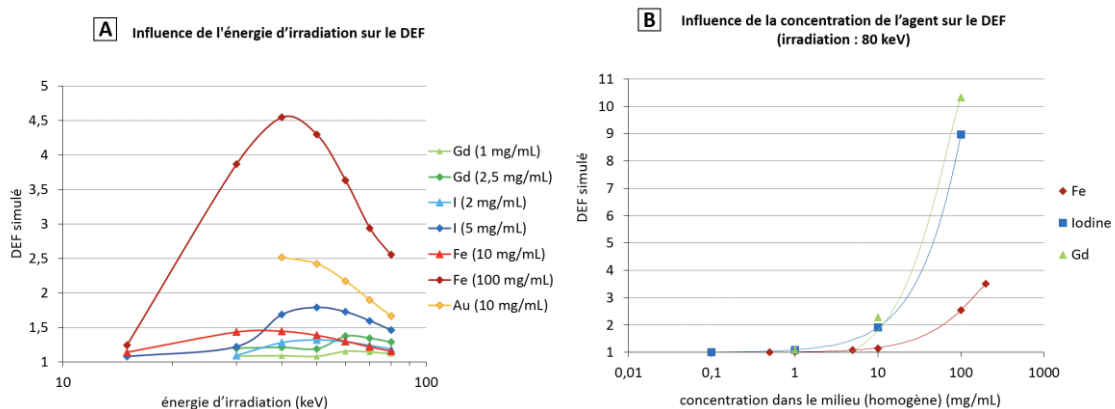 A Influence de l'énergie d'irradiation sur le DEF
5
4,5
4
3,5
3
2,5
2
1,5
1
DEF simulé
10
100
énergie d'irradiation (keV)
Gd (1 mg/mL)
Gd (2,5 mg/mL)
I (2 mg/mL)
I (5 mg/mL)
Fe (10 mg/mL)
Fe (100 mg/mL)
Au (10 mg/mL)
B Influence de la concentration de l'agent sur le DEF
(irradiation : 80 keV)
11
10
9
8
7
6
5
4
3
2
1
DEF simulé
0,01
0,1
1
10
100
1000
concentration dans le milieu (homogène) (mg/mL)
Fe
Iodine
Gd